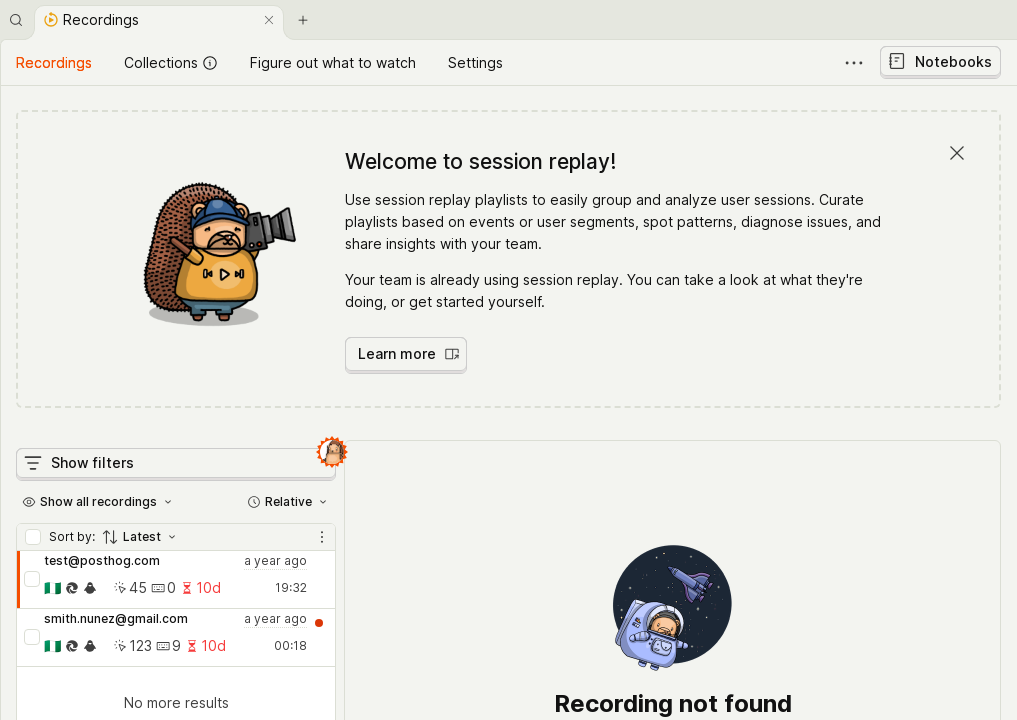 Recordings
Recordings
Collections
Figure out what to watch
Settings
Notebooks
Welcome to session replay!
Use session replay playlists to easily group and analyze user sessions. Curate
playlists based on events or user segments, spot patterns, diagnose issues, and
share insights with your team.
Your team is already using session replay. You can take a look at what they're
doing, or get started yourself.
Learn more
Show filters
Show all recordings
Relative
Sort by:
Latest
test@posthog.com
a year ago
45
0
10d
19:32
smith.nunez@gmail.com
a year ago
123
9
10d
00:18
No more results
Recording not found